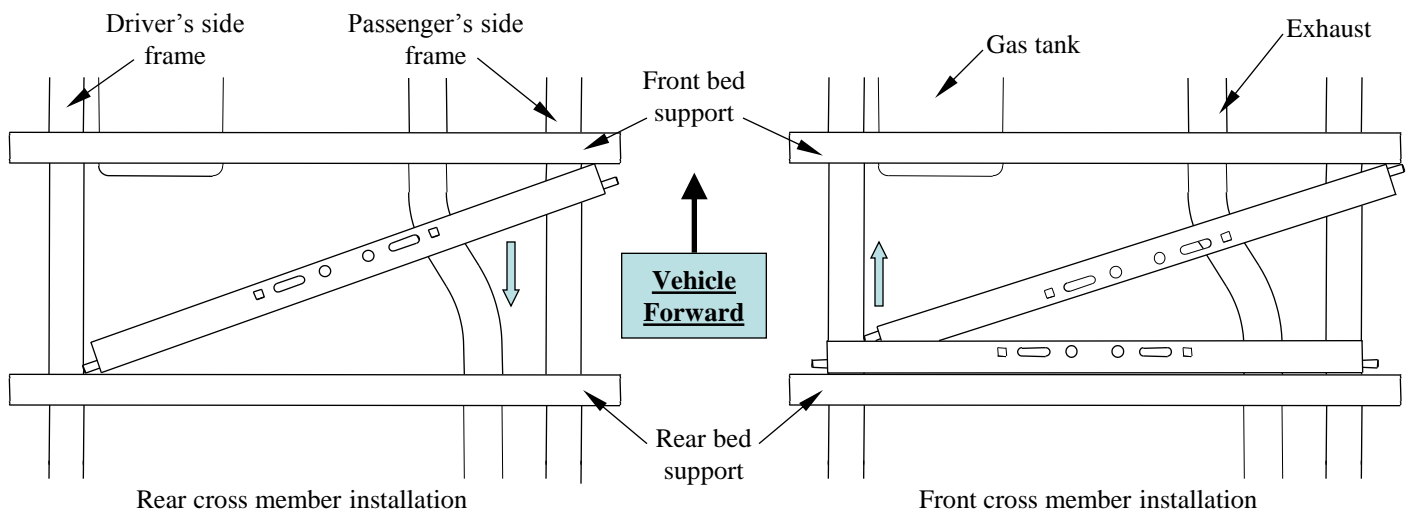 Driver's side
frame
Passenger's side
frame
Front bed
support
Gas tank
Exhaust
Vehicle
Forward
Rear bed
support
Rear cross member installation
Front cross member installation